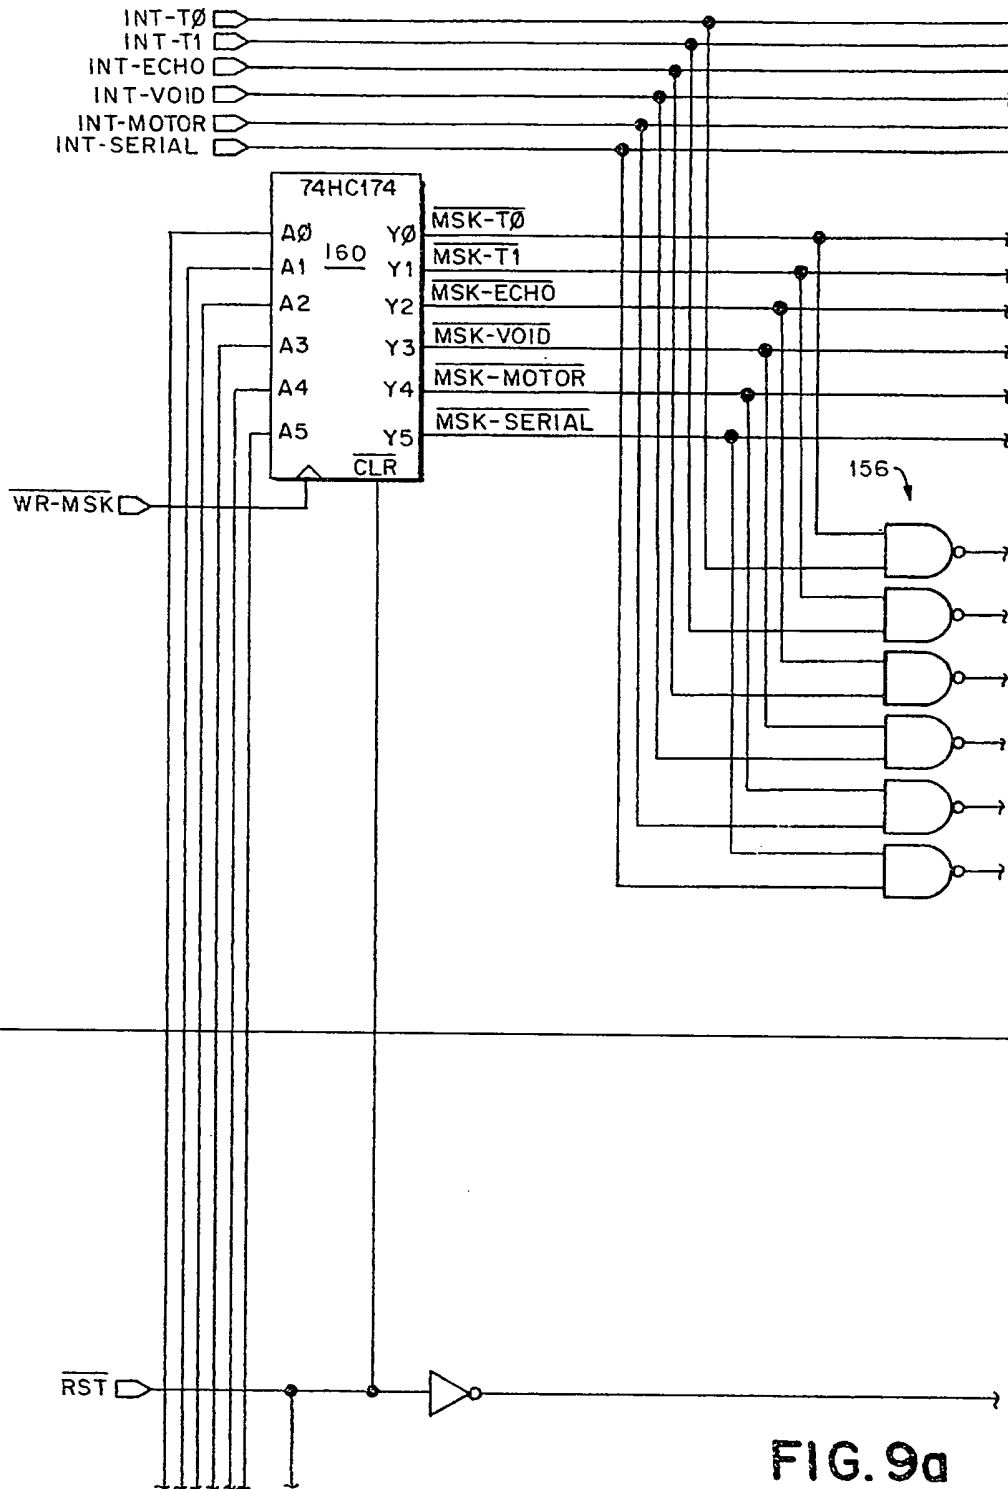 INT-TØ
INT-T1
INT-ECHO
INT-VOID
INT-MOTOR
INT-SERIAL
74HC174
160
AØ YØ
A1 Y1
A2 Y2
A3 Y3
A4 Y4
A5 Y5
CLR
MSK-TØ
MSK-T1
MSK-ECHO
MSK-VOID
MSK-MOTOR
MSK-SERIAL
WR-MSK
156
RST
FIG. 9a